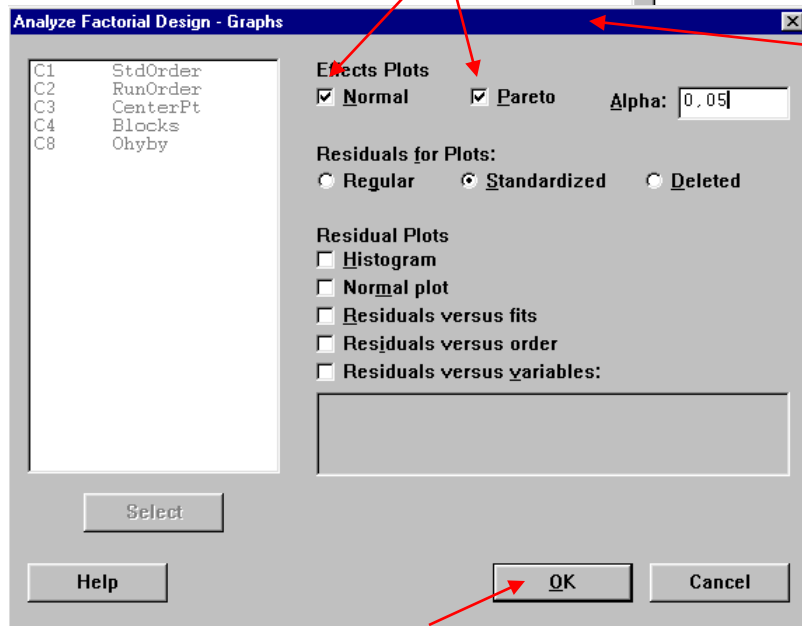 Analyze Factorial Design - Graphs
C1 StdOrder
C2 RunOrder
C3 CenterPt
C4 Blocks
C8 Ohyby
Effects Plots
Normal Pareto Alpha: 0,05
Residuals for Plots:
Regular Standardized Deleted
Residual Plots
Histogram
Normal plot
Residuals versus fits
Residuals versus order
Residuals versus variables:
Select
Help OK Cancel